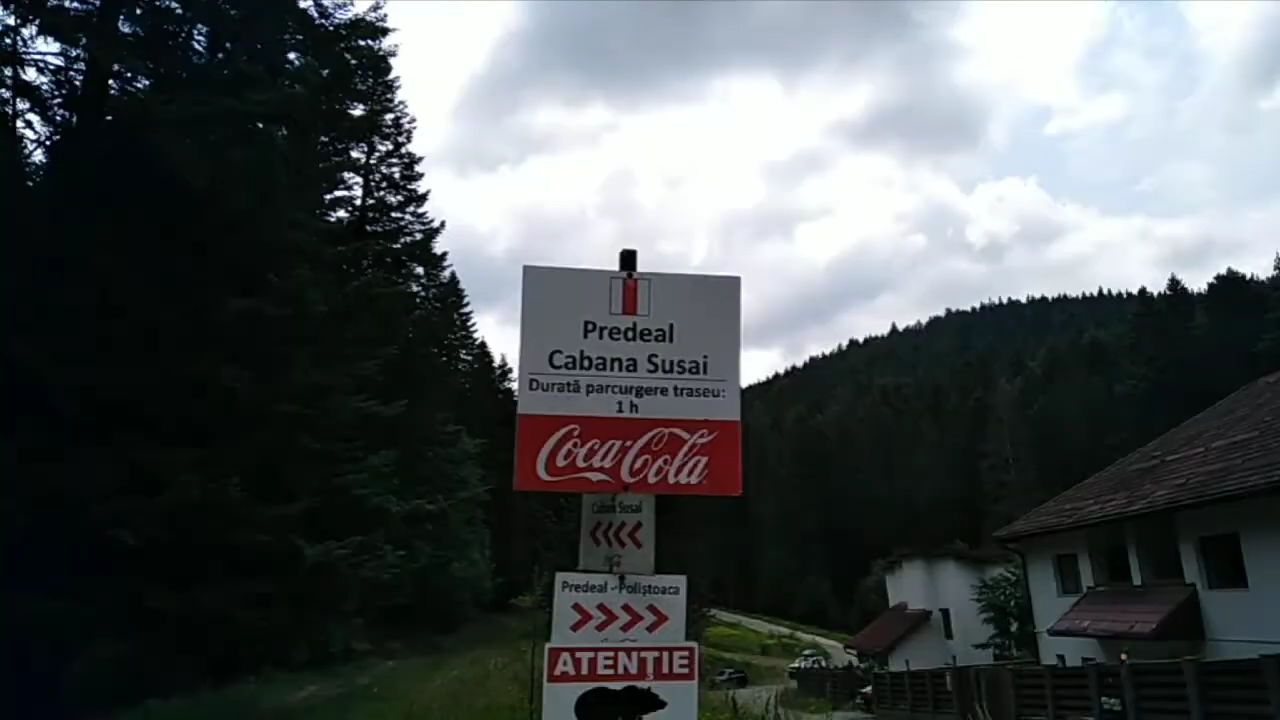 Predeal
Cabana Susai
Durată parcurgere traseu:
1 h
Coca-Cola
Cabana Susai
Predeal - Poliștoaca
ATENȚIE